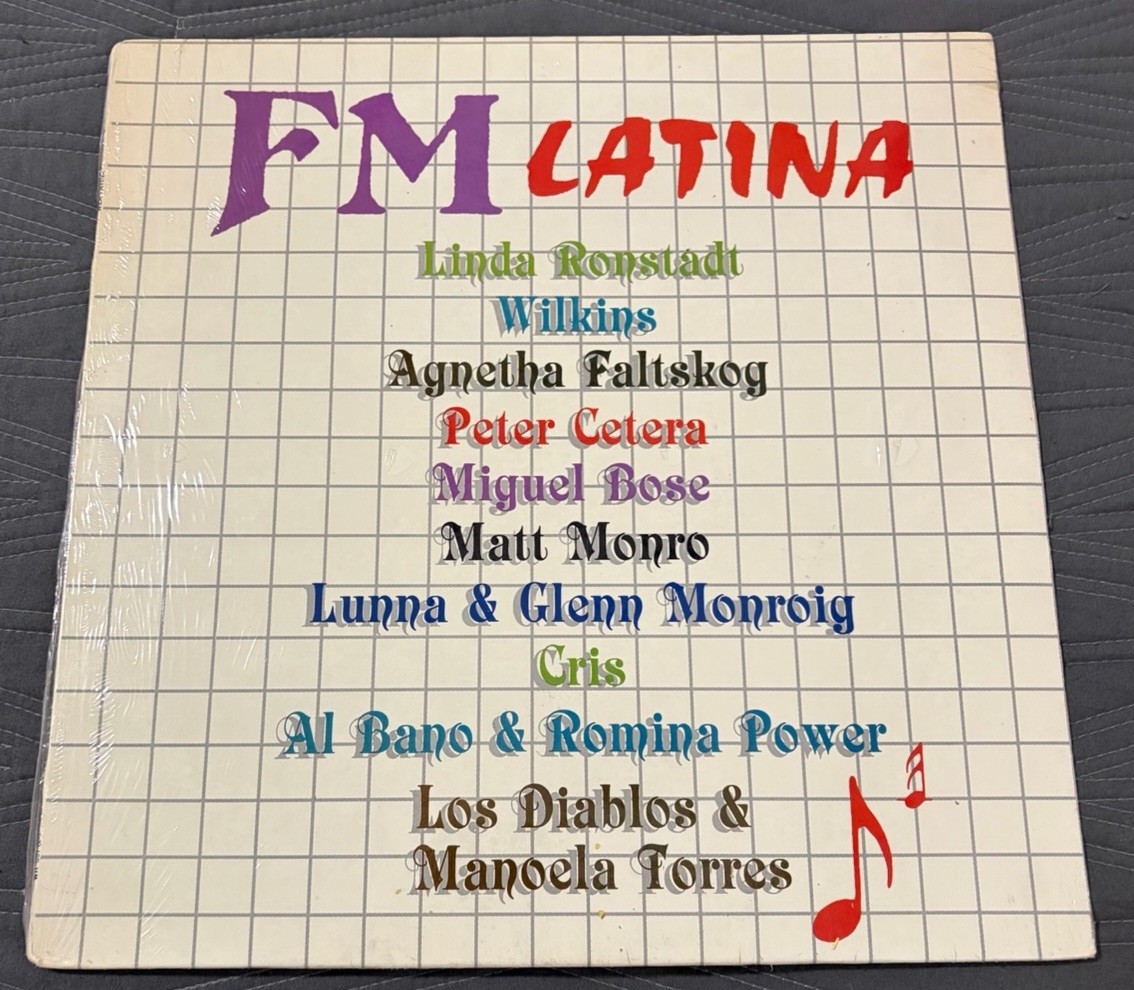 FM LATINA
Linda Ronstadt
Wilkins
Agnetha Faltskog
Peter Cetera
Miguel Bose
Matt Monro
Lunna & Glenn Monroig
Cris
Al Bano & Romina Power
Los Diablos &
Manoela Torres